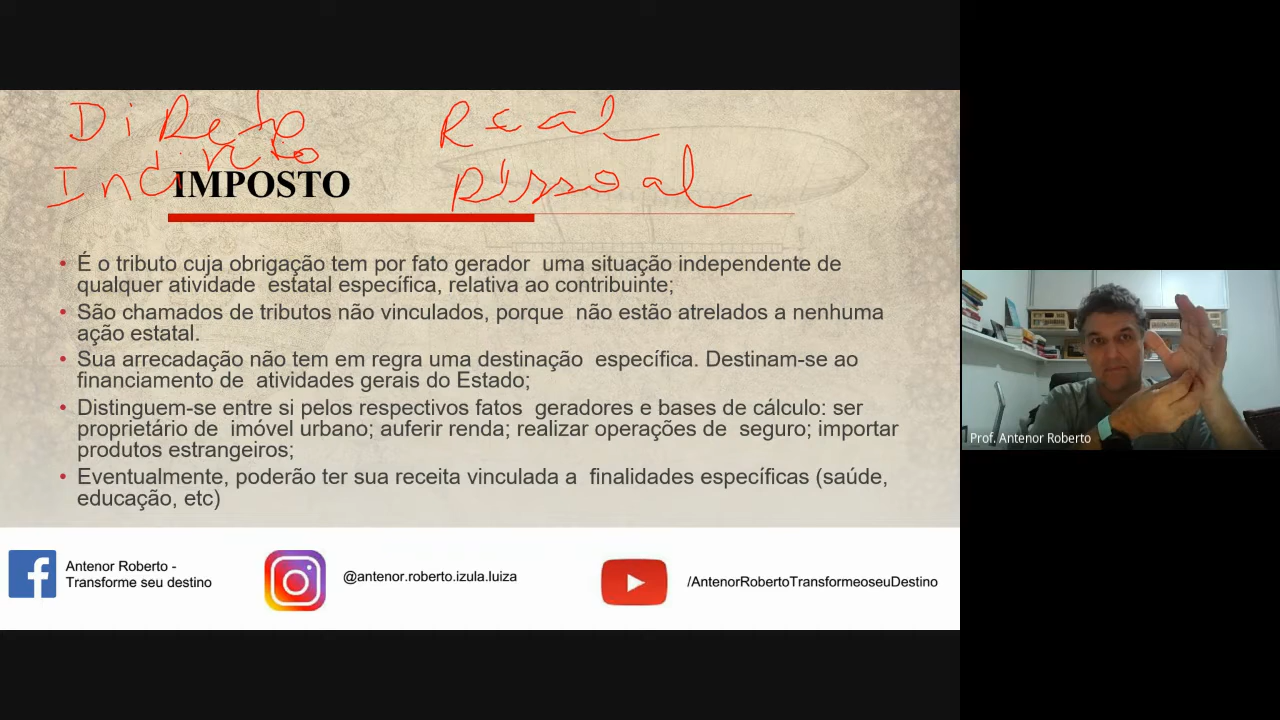 Direto
Real
Indireto
Pessoal
IMPOSTO
• É o tributo cuja obrigação tem por fato gerador uma situação independente de
qualquer atividade estatal específica, relativa ao contribuinte;
• São chamados de tributos não vinculados, porque não estão atrelados a nenhuma
ação estatal.
• Sua arrecadação não tem em regra uma destinação específica. Destinam-se ao
financiamento de atividades gerais do Estado;
• Distinguem-se entre si pelos respectivos fatos geradores e bases de cálculo: ser
proprietário de imóvel urbano; auferir renda; realizar operações de seguro; importar
produtos estrangeiros;
• Eventualmente, poderão ter sua receita vinculada a finalidades específicas (saúde,
educação, etc)
Antenor Roberto -
Transforme seu destino
@antenor.roberto.izula.luiza
/AntenorRobertoTransformeoseuDestino
Prof. Antenor Roberto